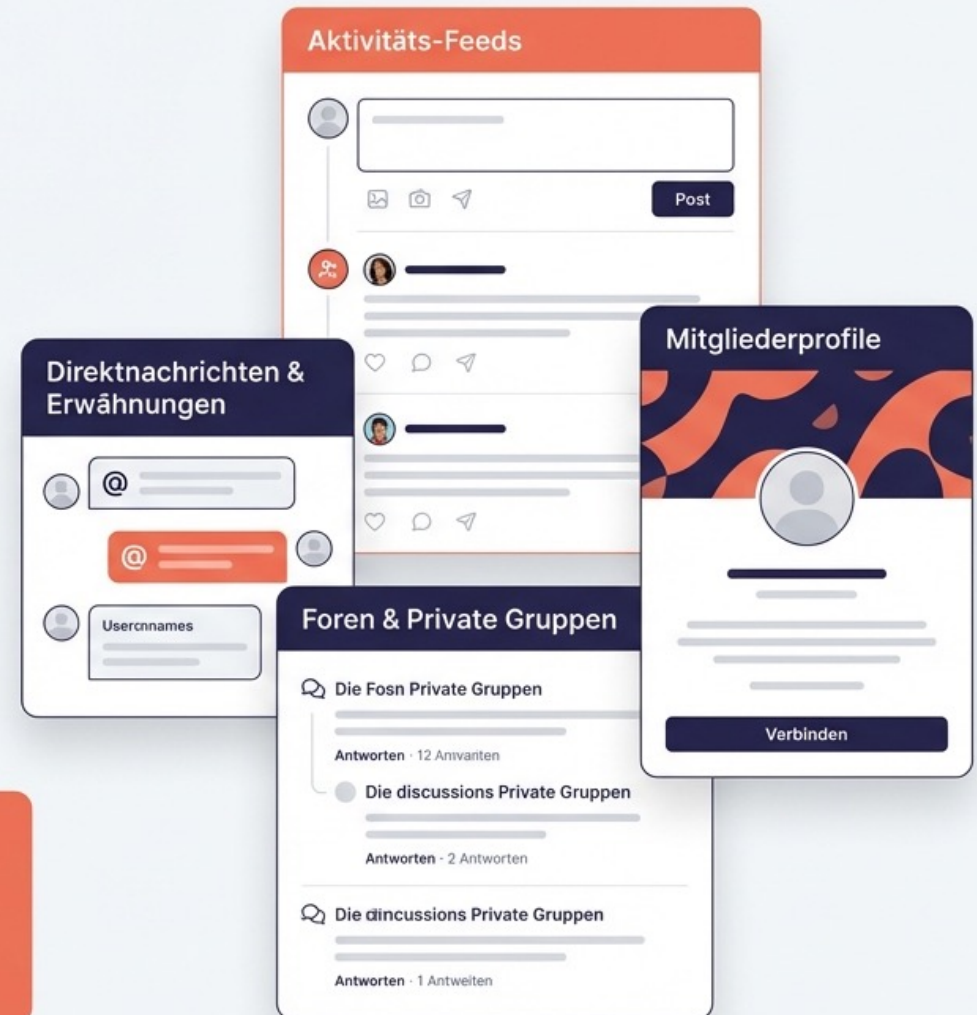 Aktivitäts-Feeds
Post
Mitgliederprofile
Direktnachrichten &
Erwähnungen
@
@
Usercnnames
Foren & Private Gruppen
Die Fosn Private Gruppen
Antworten · 12 Anvvariten
Die discussions Private Gruppen
Antworten · 2 Antworten
Die dincussions Private Gruppen
Antworten · 1 Antweiten
Verbinden